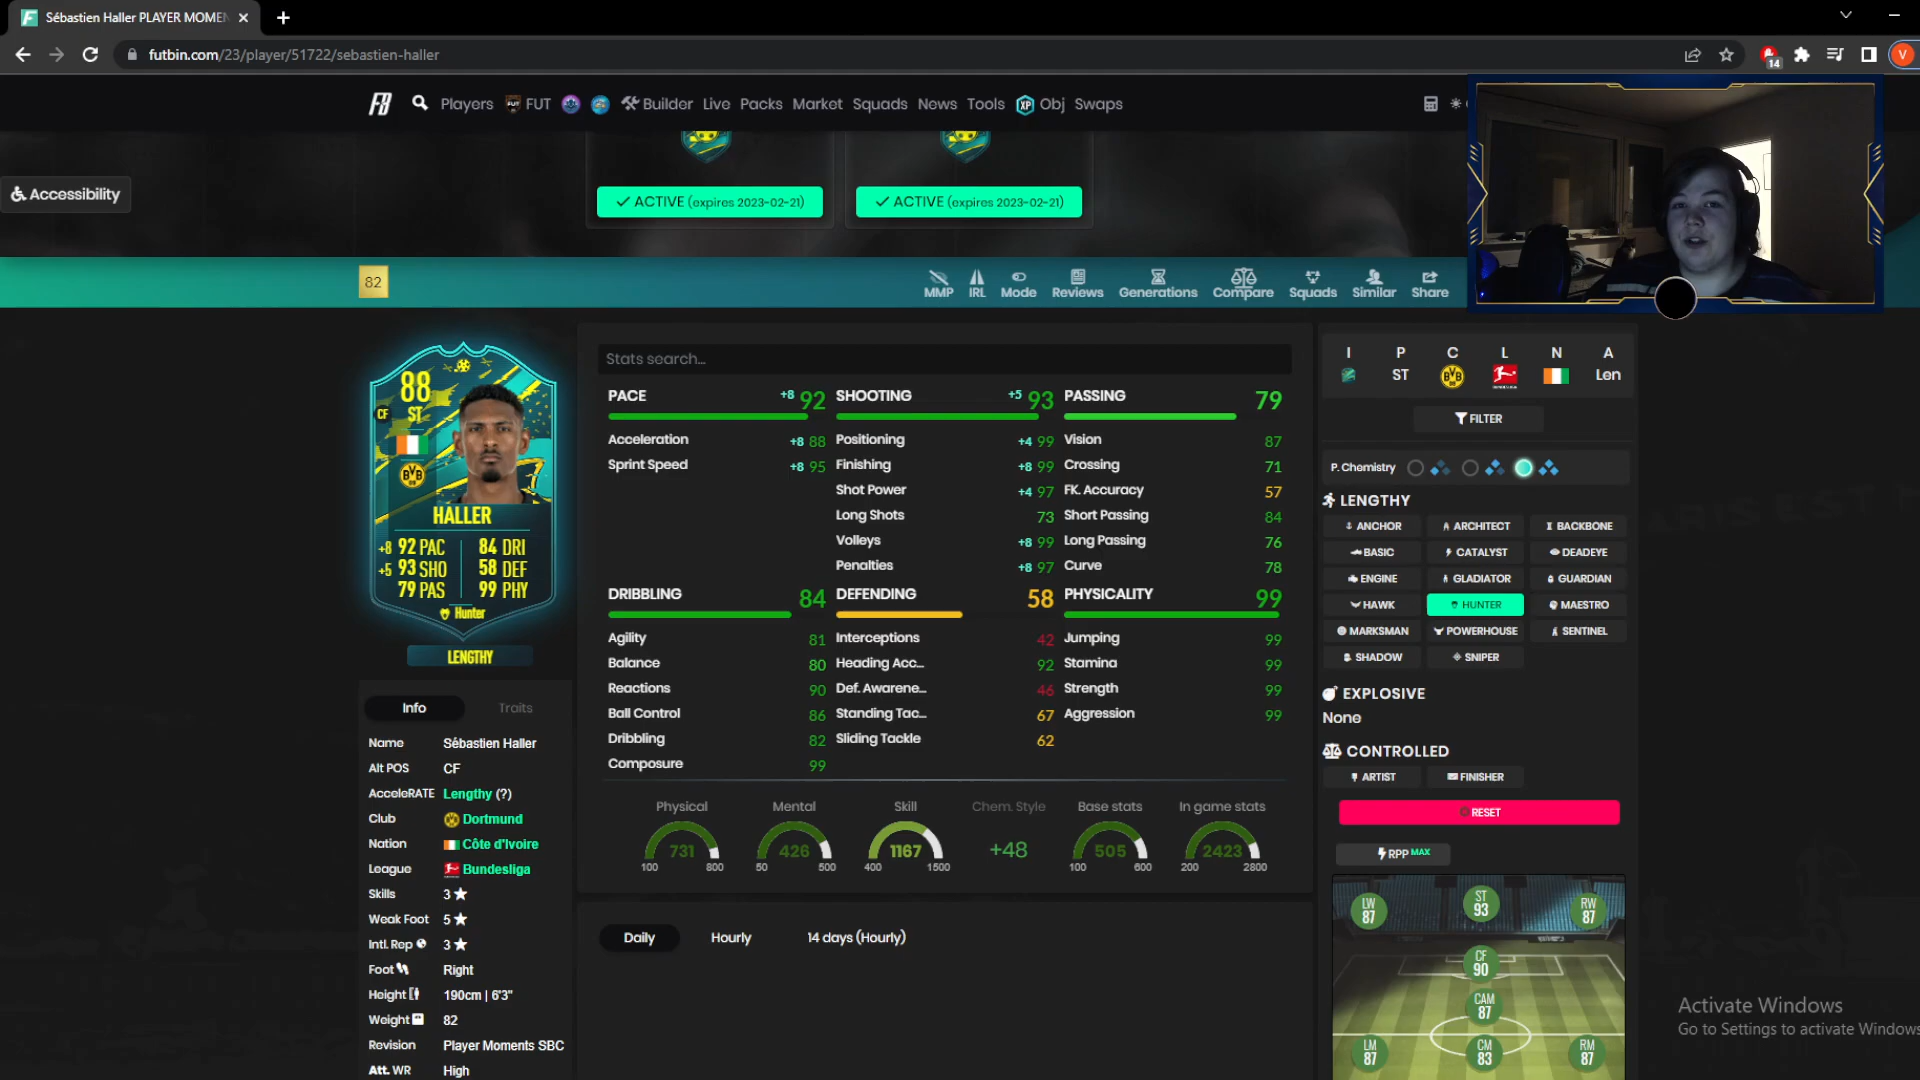 Sébastien Haller PLAYER MOMEN
futbin.com/23/player/51722/sebastien-haller
14
V
Players FUT Builder Live Packs Market Squads News Tools XP Obj Swaps
Accessibility
ACTIVE (expires 2023-02-21) ACTIVE (expires 2023-02-21)
82
MMP IRL Mode Reviews Generations Compare Squads Similar Share
88
ST
CF
BVB
HALLER
+8 92 PAC 84 DRI
+5 93 SHO 58 DEF
79 PAS 99 PHY
Hunter
LENGTHY
Info Traits
Name Sébastien Haller
Alt POS CF
AcceleRATE Lengthy (?)
Club Dortmund
Nation Côte d'Ivoire
League Bundesliga
Skills 3
Weak Foot 5
Intl. Rep 3
Foot Right
Height 190cm | 6'3"
Weight 82
Revision Player Moments SBC
Att. WR High
Stats search...
PACE +8 92
Acceleration +8 88
Sprint Speed +8 95
SHOOTING +5 93
Positioning +4 99
Finishing +8 99
Shot Power +4 97
Long Shots 73
Volleys +8 99
Penalties +8 97
PASSING 79
Vision 87
Crossing 71
FK. Accuracy 57
Short Passing 84
Long Passing 76
Curve 78
DRIBBLING 84
Agility 81
Balance 80
Reactions 90
Ball Control 86
Dribbling 82
Composure 99
DEFENDING 58
Interceptions 42
Heading Acc... 92
Def. Awarene... 46
Standing Tac... 67
Sliding Tackle 62
PHYSICALITY 99
Jumping 99
Stamina 99
Strength 99
Aggression 99
Physical Mental Skill Chem. Style Base stats In game stats
731 426 1167 +48 505 2423
100 800 50 500 400 1500 100 600 200 2800
Daily Hourly 14 days (Hourly)
I P C L N A
ST BVB Len
FILTER
P. Chemistry
LENGTHY
ANCHOR ARCHITECT BACKBONE
BASIC CATALYST DEADEYE
ENGINE GLADIATOR GUARDIAN
HAWK HUNTER MAESTRO
MARKSMAN POWERHOUSE SENTINEL
SHADOW SNIPER
EXPLOSIVE
None
CONTROLLED
ARTIST FINISHER
RESET
RPP MAX
LW 87 ST 93 RW 87
CF 90
CAM 87
LM 87 CM 83 RM 87
Activate Windows
Go to Settings to activate Windows